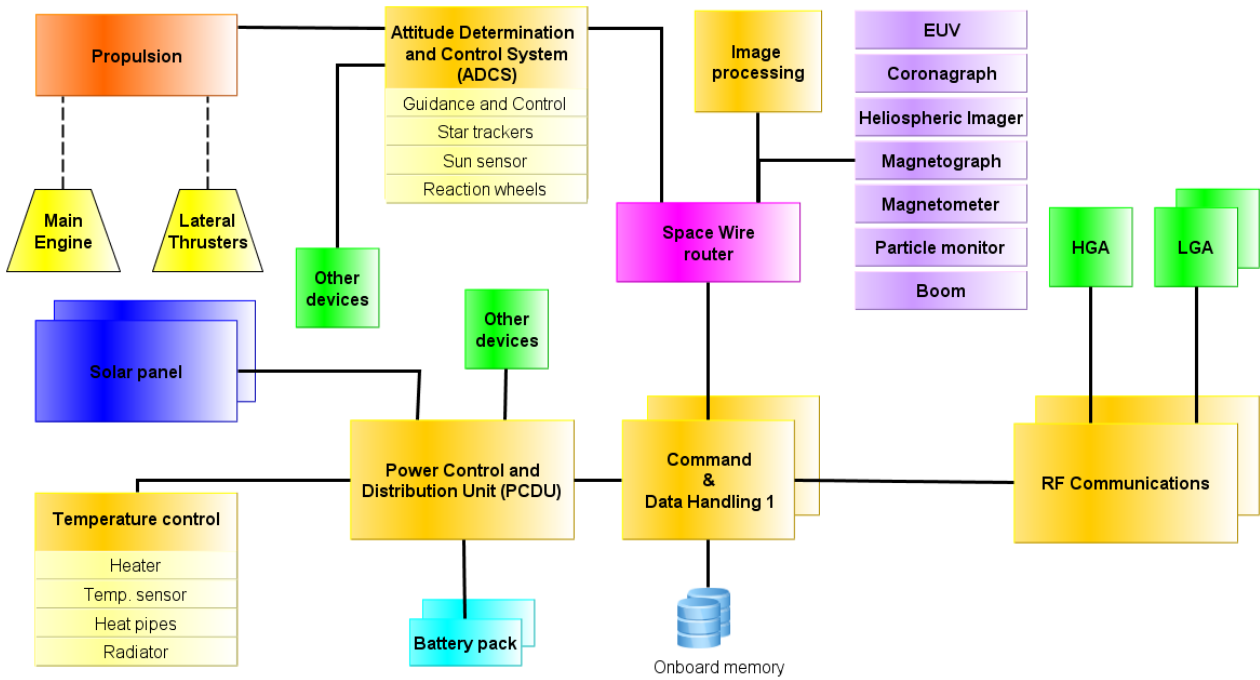 Propulsion
Main
Engine
Lateral
Thrusters
Attitude Determination
and Control System
(ADCS)
Guidance and Control
Star trackers
Sun sensor
Reaction wheels
Other
devices
Image
processing
EUV
Coronagraph
Heliospheric Imager
Magnetograph
Magnetometer
Particle monitor
Boom
Space Wire
router
HGA
LGA
Solar panel
Other
devices
Power Control and
Distribution Unit (PCDU)
Command
&
Data Handling 1
RF Communications
Temperature control
Heater
Temp. sensor
Heat pipes
Radiator
Battery pack
Onboard memory